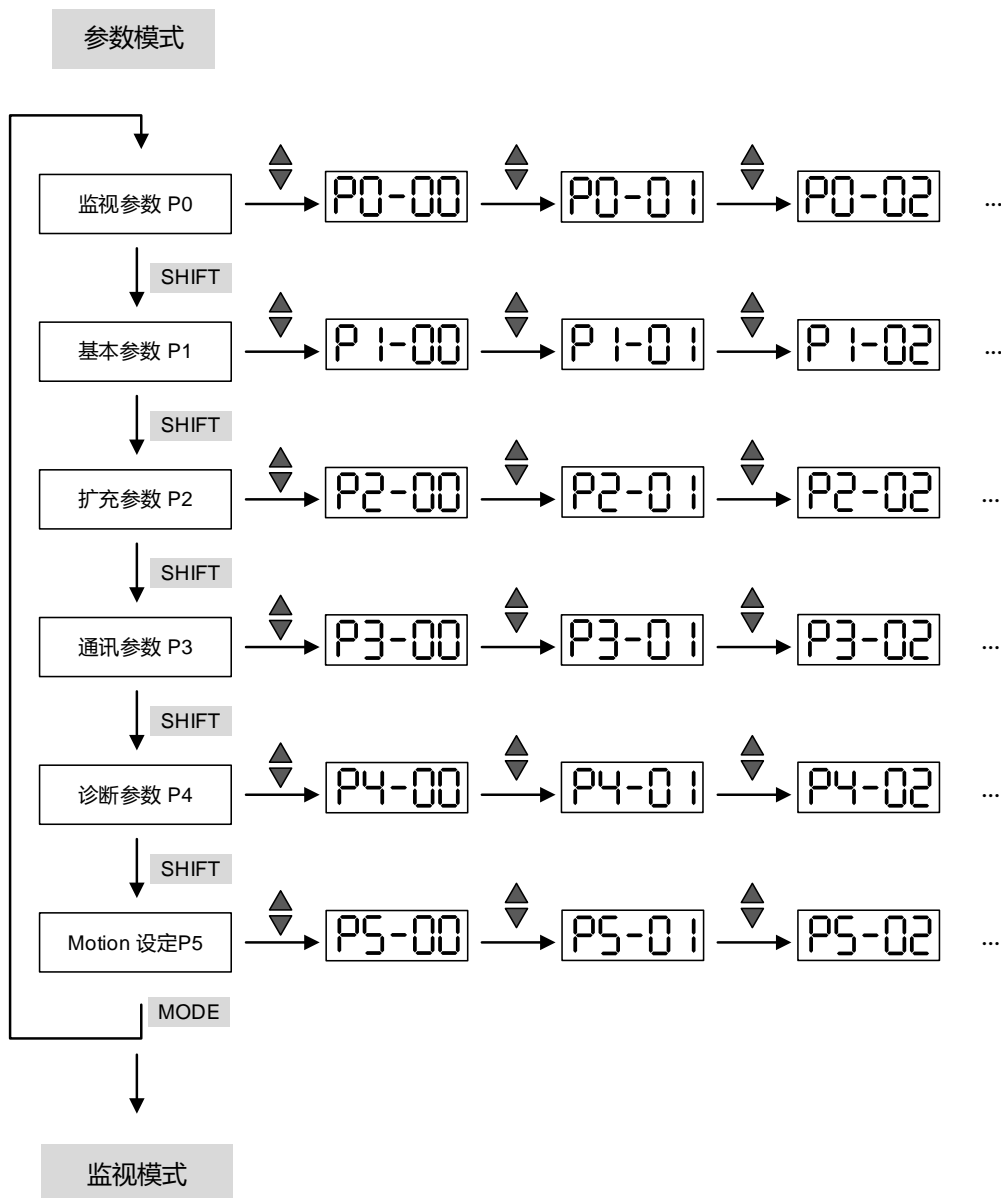 参数模式
监视参数 P0
P0-00
P0-01
P0-02
...
SHIFT
基本参数 P1
P1-00
P1-01
P1-02
...
SHIFT
扩充参数 P2
P2-00
P2-01
P2-02
...
SHIFT
通讯参数 P3
P3-00
P3-01
P3-02
...
SHIFT
诊断参数 P4
P4-00
P4-01
P4-02
...
SHIFT
Motion 设定P5
P5-00
P5-01
P5-02
...
MODE
监视模式